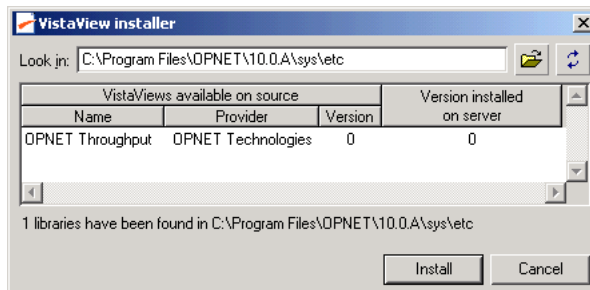 VistaView installer
Look in: C:\Program Files\OPNET\10.0.A\sys\etc
VistaViews available on source
Version installed on server
Name Provider Version
OPNET Throughput OPNET Technologies 0 0
1 libraries have been found in C:\Program Files\OPNET\10.0.A\sys\etc
Install Cancel